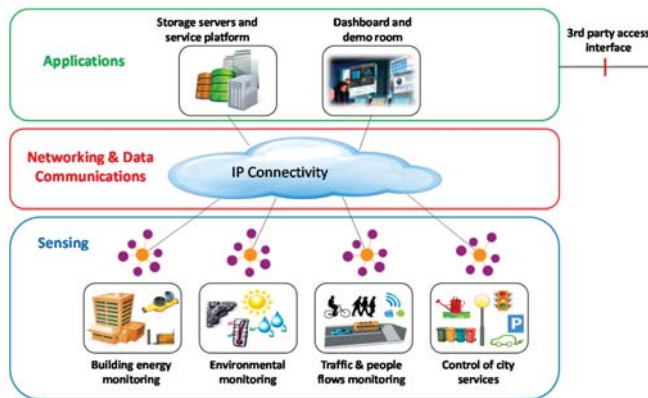 Storage servers and
service platform
Dashboard and
demo room
3rd party access
interface
Applications
Networking & Data
Communications
IP Connectivity
Sensing
P
Building energy
monitoring
Environmental
monitoring
Traffic & people
flows monitoring
Control of city
services